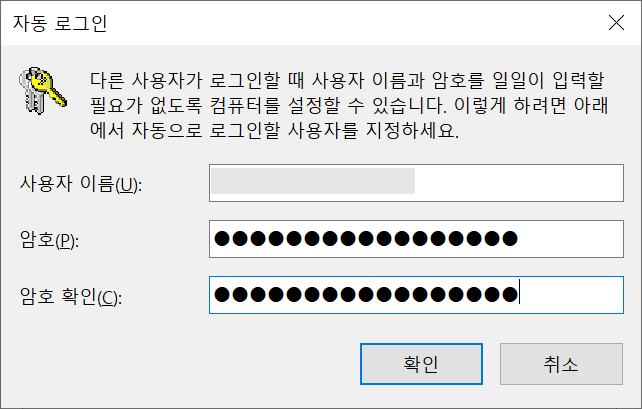 자동 로그인
다른 사용자가 로그인할 때 사용자 이름과 암호를 일일이 입력할
필요가 없도록 컴퓨터를 설정할 수 있습니다. 이렇게 하려면 아래
에서 자동으로 로그인할 사용자를 지정하세요.
사용자 이름(U):
암호(P): ●●●●●●●●●●●●●●●●●
암호 확인(C): ●●●●●●●●●●●●●●●●●
확인 취소